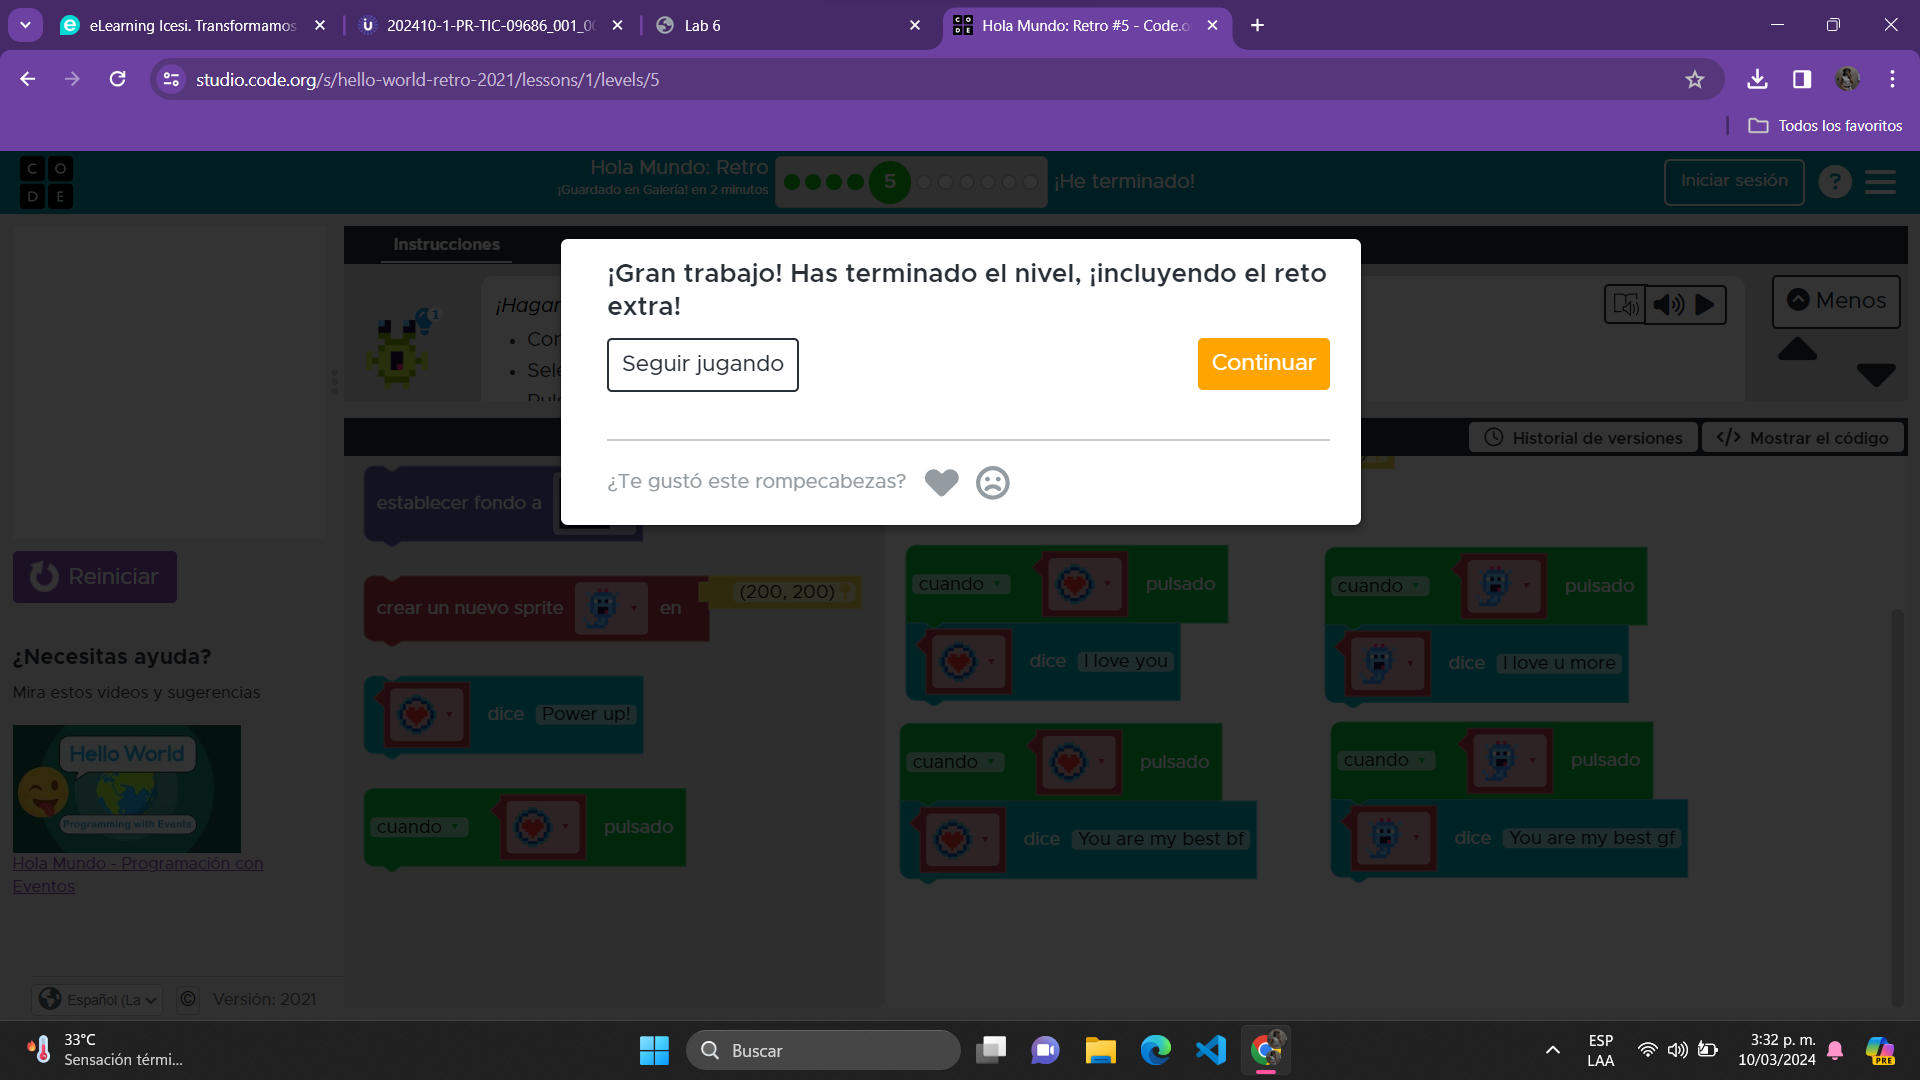 eLearning Icesi. Transformamos
202410-1-PR-TIC-09686_001_00
Lab 6
Hola Mundo: Retro #5 - Code.o
studio.code.org/s/hello-world-retro-2021/lessons/1/levels/5
Todos los favoritos
C O D E
Hola Mundo: Retro
¡Guardado en Galería! en 2 minutos
5
¡He terminado!
Iniciar sesión
?
Instrucciones
¡Gran trabajo! Has terminado el nivel, ¡incluyendo el reto
extra!
Seguir jugando
Continuar
¿Te gustó este rompecabezas?
1
Menos
Historial de versiones
</> Mostrar el código
establecer fondo a
Reiniciar
crear un nuevo sprite en (200, 200)
dice Power up!
cuando pulsado
cuando pulsado
dice I love you
cuando pulsado
dice I love u more
cuando pulsado
dice You are my best bf
cuando pulsado
dice You are my best gf
¿Necesitas ayuda?
Mira estos videos y sugerencias
Hello World
Programming with Events
Hola Mundo - Programación con
Eventos
Español (La
© Versión: 2021
33°C
Sensación térmi...
Buscar
ESP
LAA
3:32 p. m.
10/03/2024
PRE